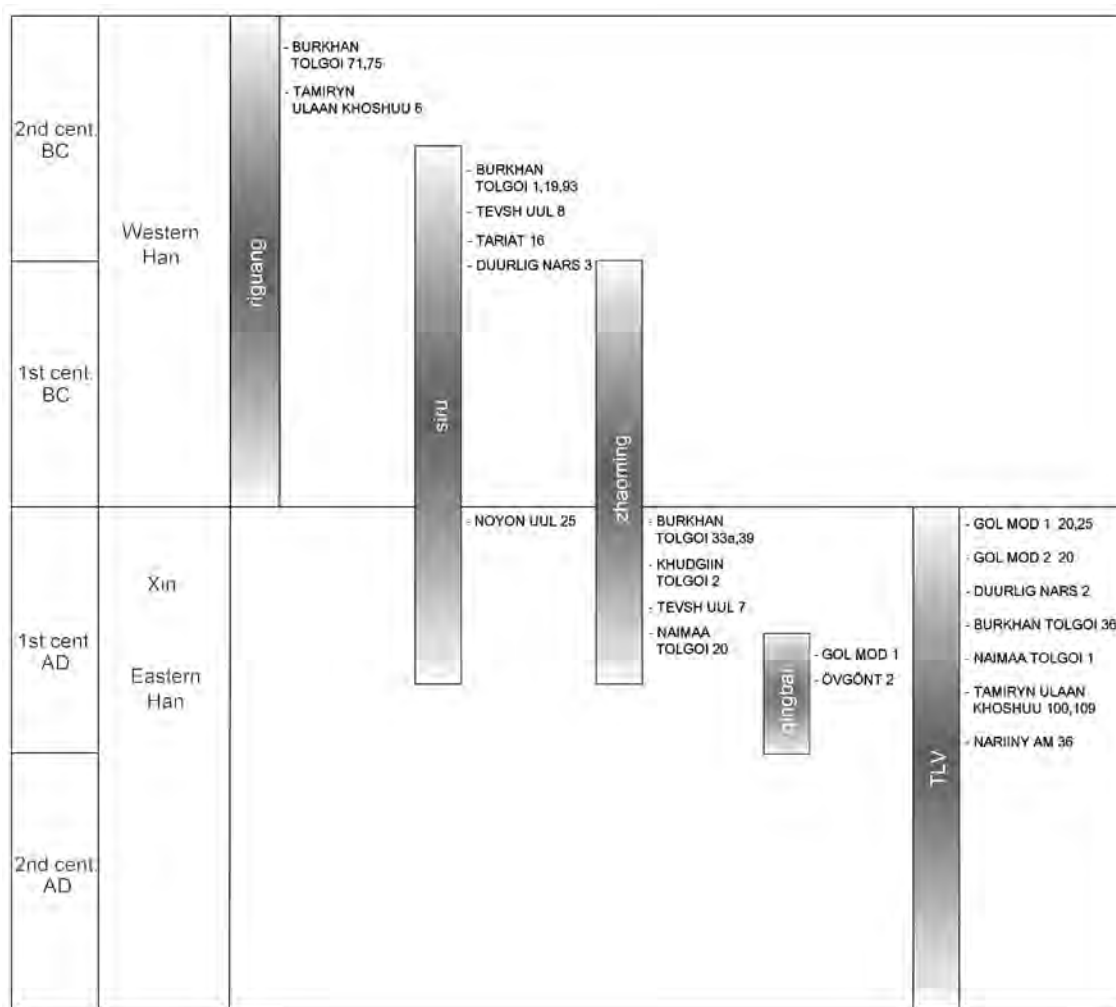 2nd cent.
BC
1st cent.
BC
1st cent
AD
2nd cent.
AD
Western
Han
Xin
Eastern
Han
riguang
- BURKHAN
TOLGOI 71,75
- TAMIRYN
ULAAN KHOSHUU 6
siru
- BURKHAN
TOLGOI 1,19,93
- TEVSH UUL 8
- TARIAT 16
- DUURLIG NARS 3
- NOYON UUL 25
zhaoming
- BURKHAN
TOLGOI 33a,39
- KHUDGIIN
TOLGOI 2
- TEVSH UUL 7
- NAIMAA
TOLGOI 20
qingbai
- GOL MOD 1
- ÖVGÖNT 2
TLV
- GOL MOD 1 20,25
- GOL MOD 2 20
- DUURLIG NARS 2
- BURKHAN TOLGOI 36
- NAIMAA TOLGOI 1
- TAMIRYN ULAAN
KHOSHUU 100,109
- NARIINY AM 36